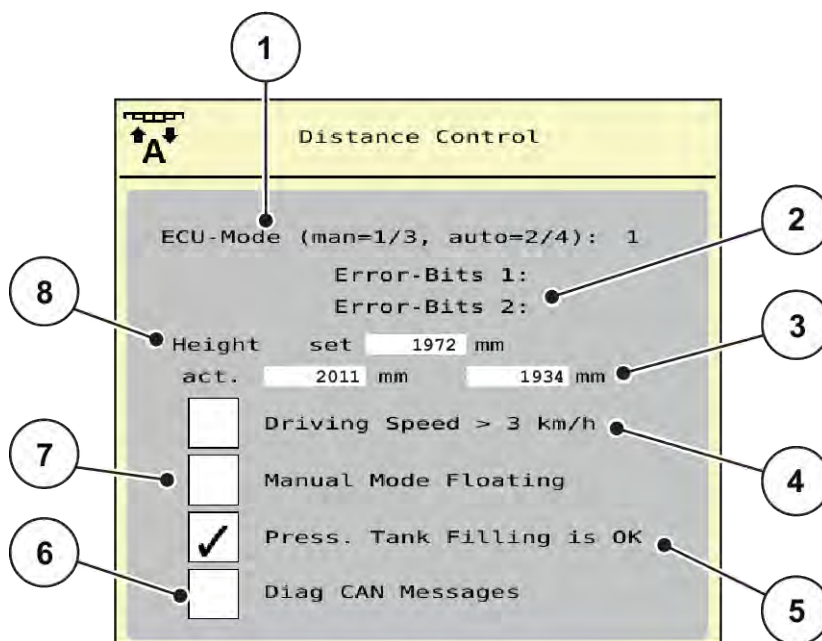 1
A
Distance Control
2
ECU-Mode (man=1/3, auto=2/4): 1
Error-Bits 1:
8
Error-Bits 2:
3
Height set 1972 mm
act. 2011 mm 1934 mm
Driving Speed > 3 km/h
7
4
Manual Mode Floating
6
Press. Tank Filling is OK
Diag CAN Messages
5